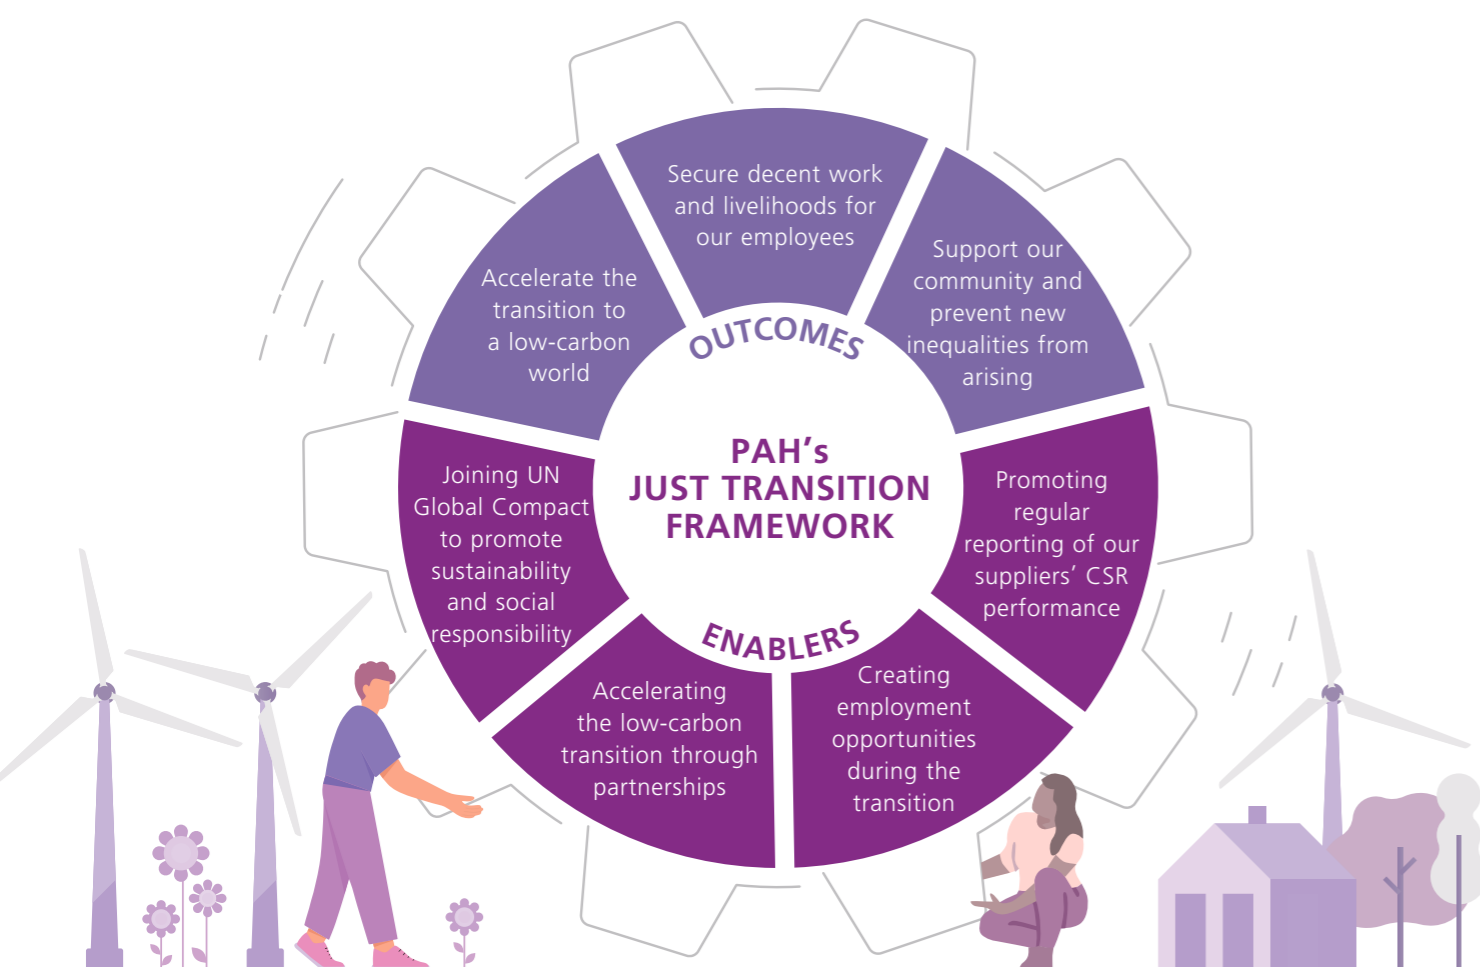 Secure decent work
and livelihoods for
our employees
Support our
community and
prevent new
inequalities from
arising
Accelerate the
transition to
a low-carbon
world
OUTCOMES
PAH’s
JUST TRANSITION
FRAMEWORK
Joining UN
Global Compact
to promote
sustainability
and social
responsibility
Promoting
regular
reporting of our
suppliers’ CSR
performance
ENABLERS
Accelerating
the low-carbon
transition through
partnerships
Creating
employment
opportunities
during the
transition